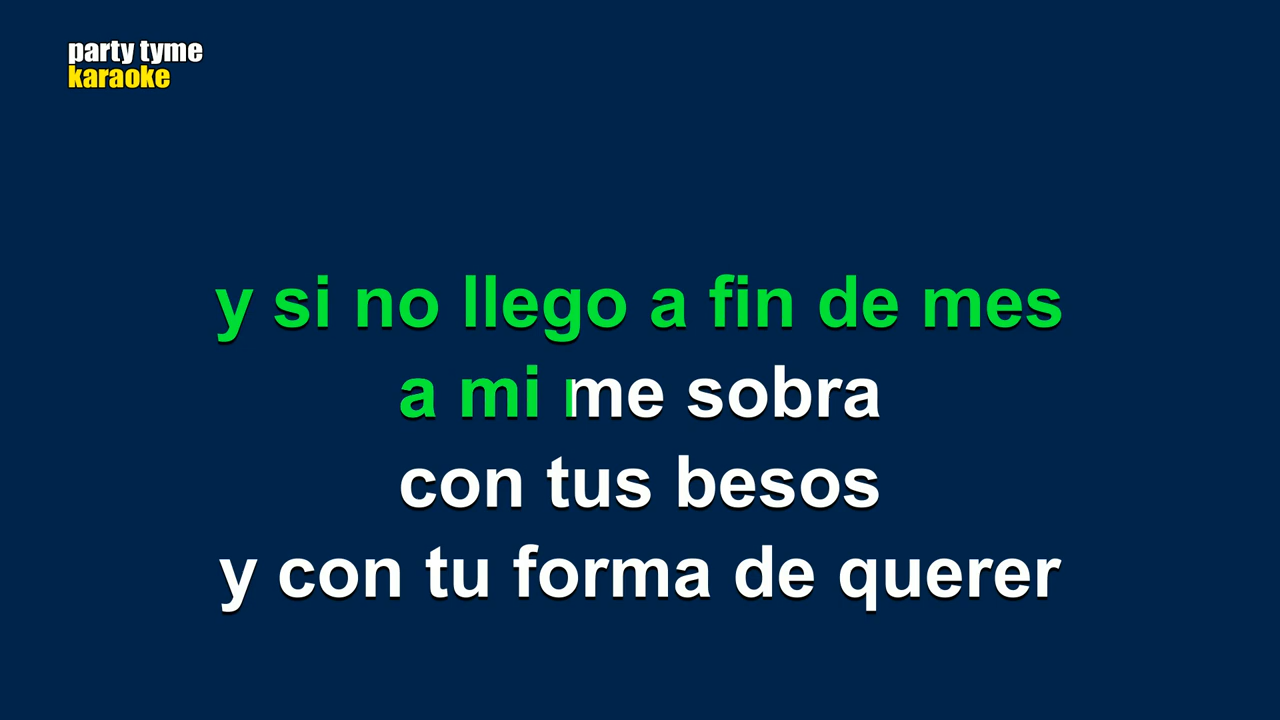 party tyme
karaoke
y si no llego a fin de mes
a mi me sobra
con tus besos
y con tu forma de querer